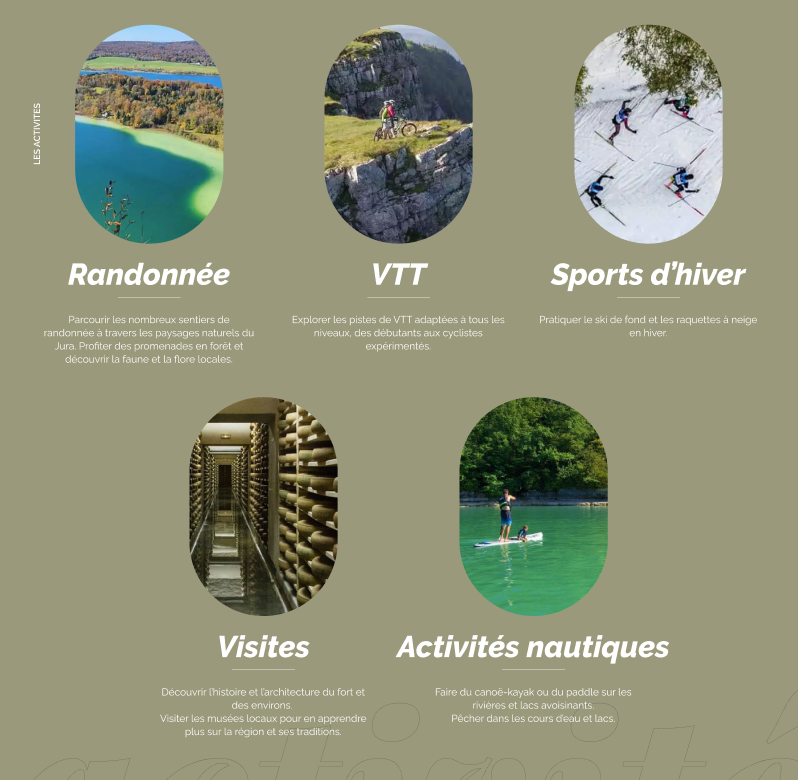 LES ACTIVITES
Randonnée
Parcourir les nombreux sentiers de
randonnée à travers les paysages naturels du
Jura. Profiter des promenades en forêt et
découvrir la faune et la flore locales.
VTT
Explorer les pistes de VTT adaptées à tous les
niveaux, des débutants aux cyclistes
expérimentés.
Sports d'hiver
Pratiquer le ski de fond et les raquettes à neige
en hiver.
Visites
Découvrir l'histoire et l'architecture du fort et
des environs.
Visiter les musées locaux pour en apprendre
plus sur la région et ses traditions.
Activités nautiques
Faire du canoë-kayak ou du paddle sur les
rivières et lacs avoisinants.
Pêcher dans les cours d'eau et lacs.